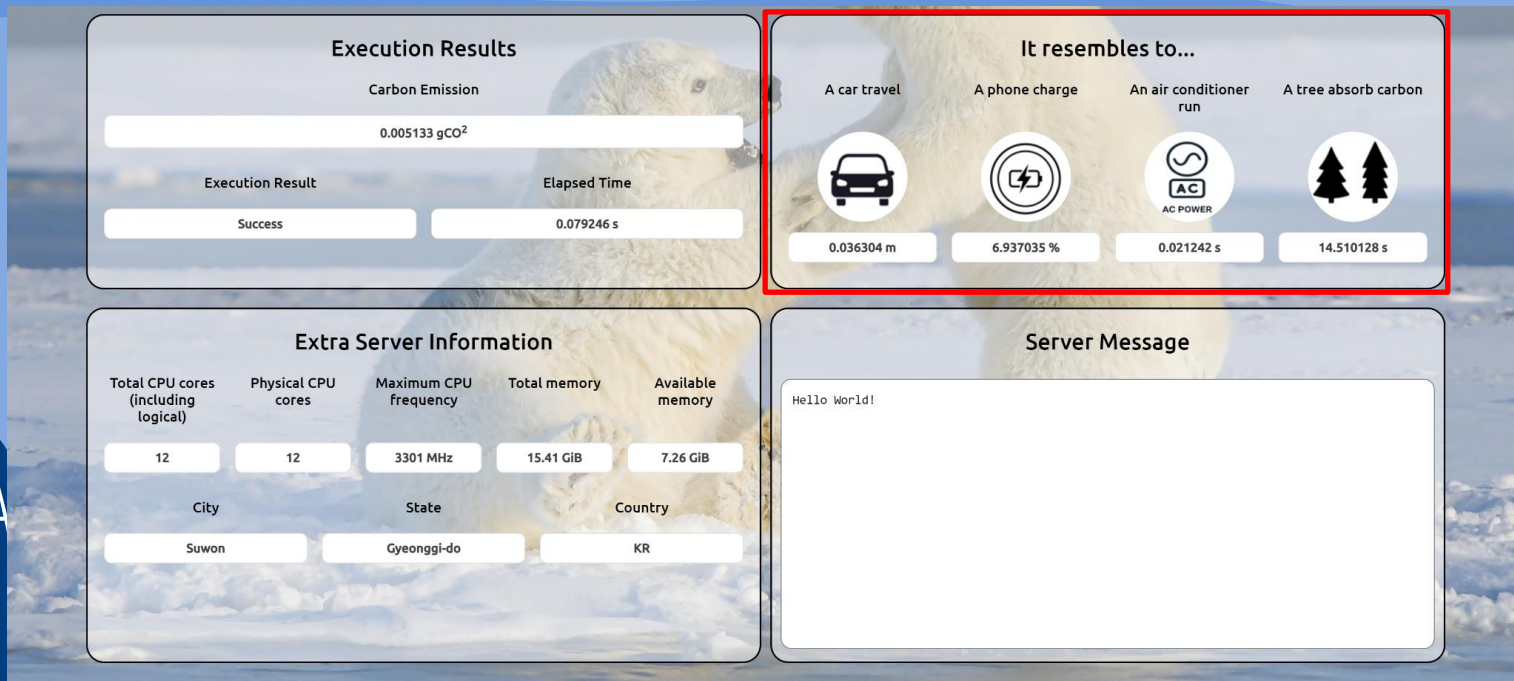 Execution Results
Carbon Emission
0.005133 gCO²
Execution Result
Elapsed Time
Success
0.079246 s
It resembles to...
A car travel
A phone charge
An air conditioner
run
A tree absorb carbon
AC
AC POWER
0.036304 m
6.937035 %
0.021242 s
14.510128 s
Extra Server Information
Total CPU cores
(including
logical)
Physical CPU
cores
Maximum CPU
frequency
Total memory
Available
memory
12
12
3301 MHz
15.41 GiB
7.26 GiB
City
State
Country
Suwon
Gyeonggi-do
KR
Server Message
Hello World!